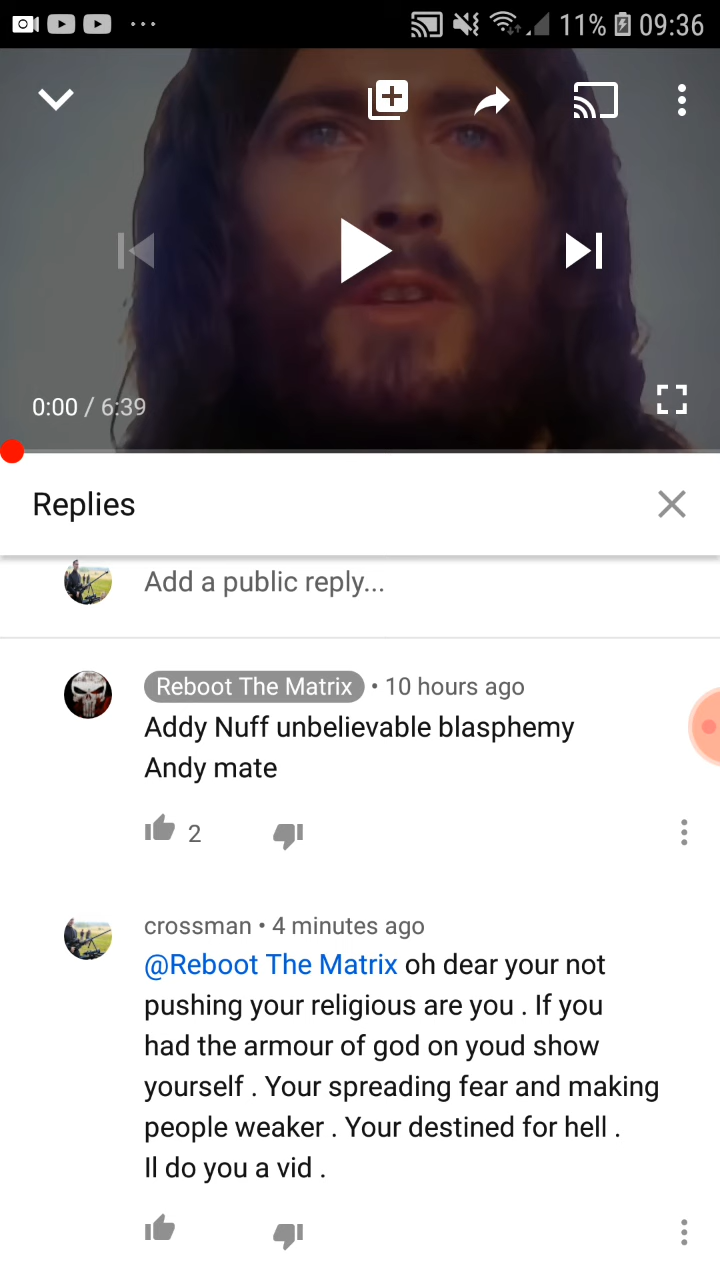 11% 09:36
0:00 / 6:39
Replies
Add a public reply...
Reboot The Matrix • 10 hours ago
Addy Nuff unbelievable blasphemy
Andy mate
2
crossman • 4 minutes ago
@Reboot The Matrix oh dear your not
pushing your religious are you . If you
had the armour of god on youd show
yourself . Your spreading fear and making
people weaker . Your destined for hell .
Il do you a vid .